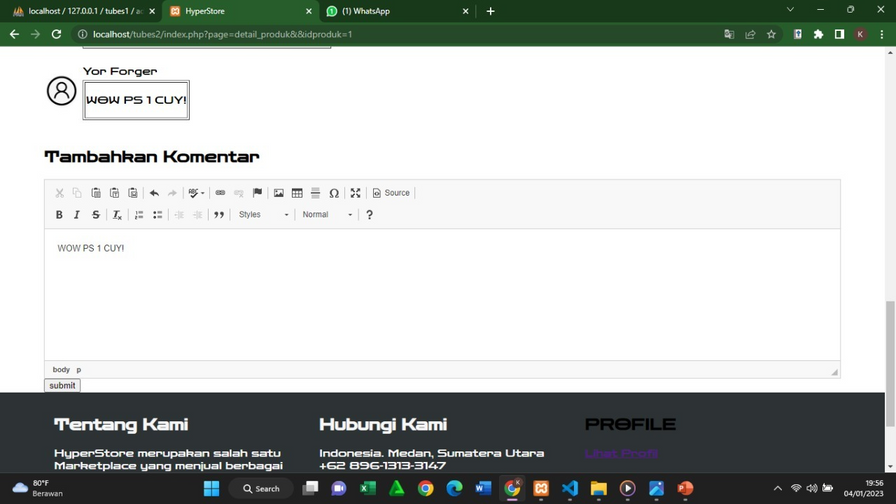 localhost / 127.0.0.1 / tubes1 / ac
HyperStore
(1) WhatsApp
localhost/tubes2/index.php?page=detail_produk&&idproduk=1
K
Yor Forger
WOW PS 1 CUY!
Tambahkan Komentar
Source
Styles
Normal
?
WOW PS 1 CUY!
body p
submit
Tentang Kami
HyperStore merupakan salah satu
Marketplace yang menjual berbagai
Hubungi Kami
Indonesia. Medan, Sumatera Utara
+62 896-1313-3147
PROFILE
Lihat Profil
80°F
Berawan
Search
19:56
04/01/2023